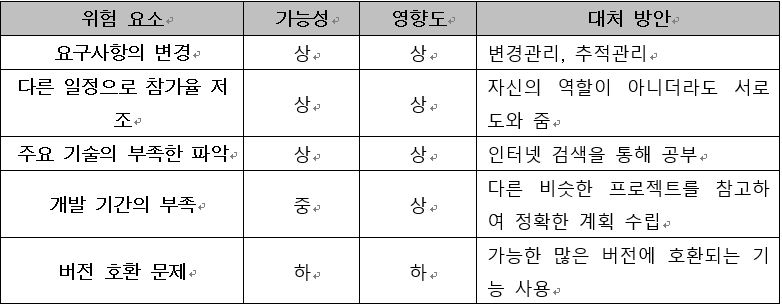 위험 요소 가능성 영향도 대처 방안
요구사항의 변경 상 상 변경관리, 추적관리
다른 일정으로 참가율 저
조 상 상 자신의 역할이 아니더라도 서로
도와 줌
주요 기술의 부족한 파악 상 상 인터넷 검색을 통해 공부
개발 기간의 부족 중 상 다른 비슷한 프로젝트를 참고하
여 정확한 계획 수립
버전 호환 문제 하 하 가능한 많은 버전에 호환되는 기
능 사용